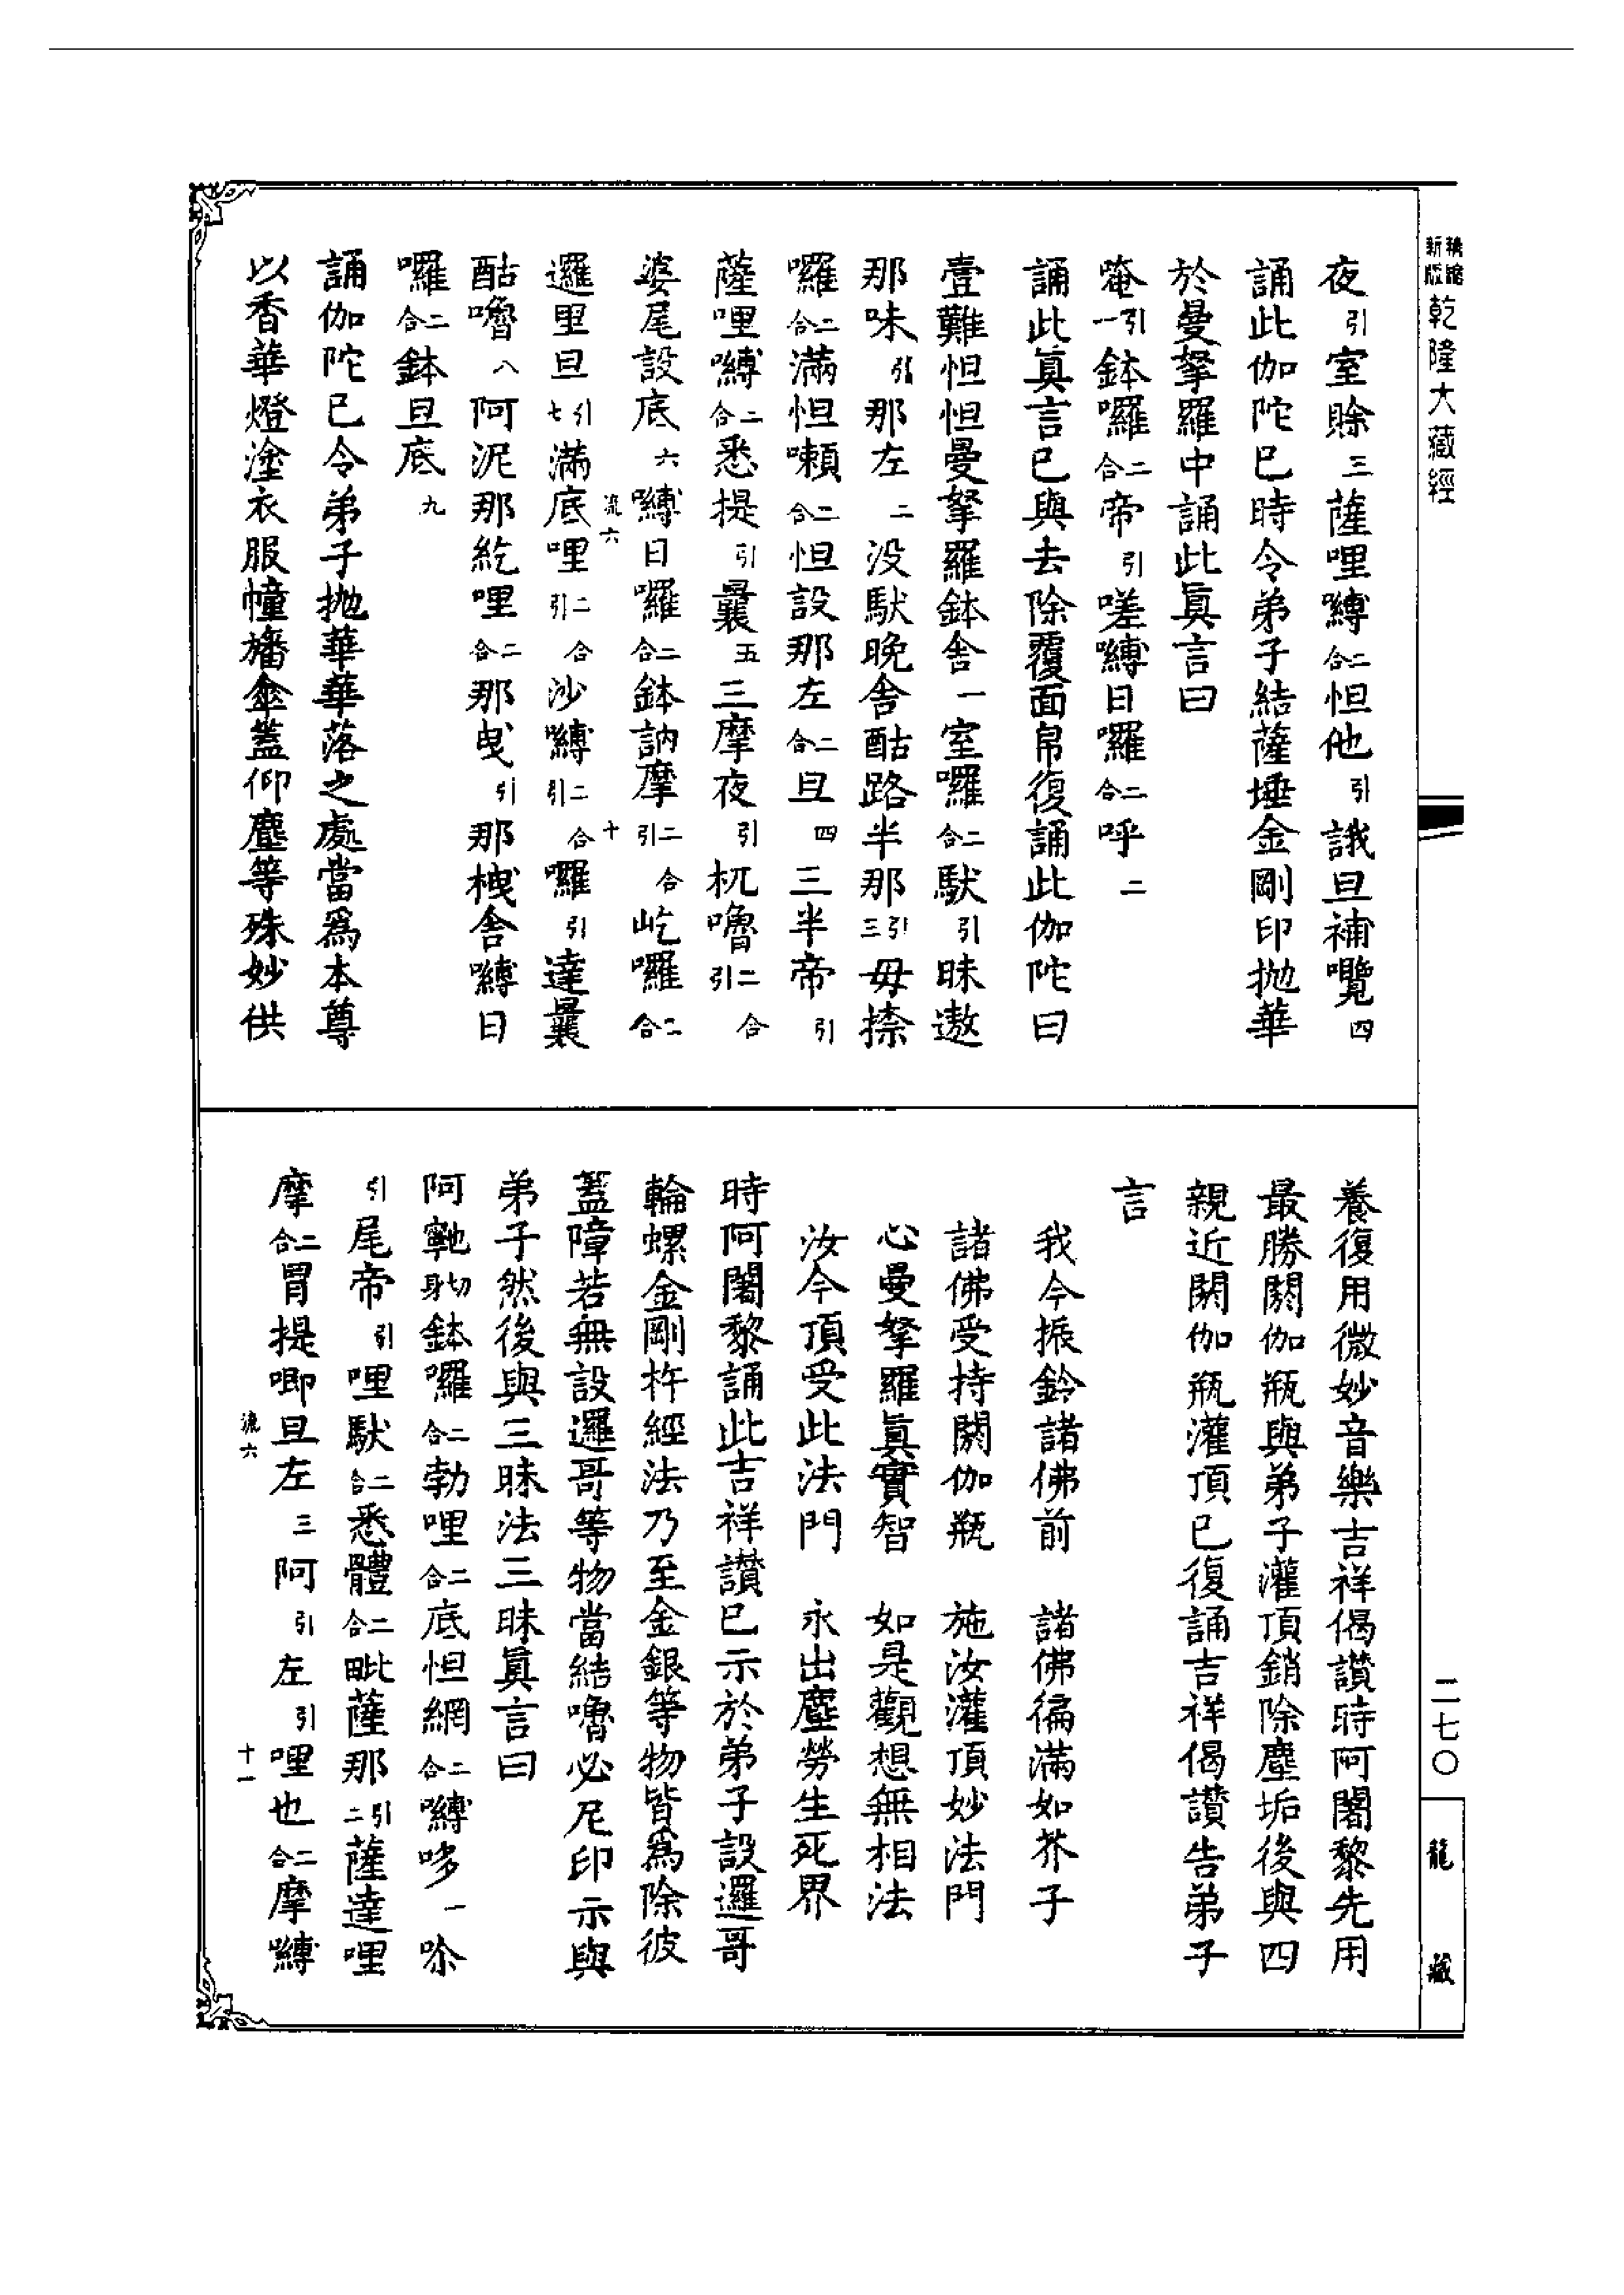 精縮新版 乾隆大藏經
夜引室賒三薩哩嚩二合怛他引誐旦補嚂四
誦此伽陀巳時令弟子結薩埵金剛印拋華
於曼拏羅中誦此真言曰
唵引一鉢囉二合帝引嗟嚩日囉二合呼二
誦此真言巳與去除覆面帛復誦此伽陀曰
壹難怛怛曼拏羅鉢舍一室囉二合馱引昧遨
那味引那左二没馱晚舍酤路半那引三毋捺
囉二合滿怛㘑二合怛設那左二合旦四三半帝引
薩哩嚩二合悉提引曩五三摩夜引杌嚕二合引
婆尾設底六嚩日囉二合鉢訥摩二合引屹囉二合
流六
十
邏里旦引七滿底哩二合引沙嚩二合引囉引達曩
酤嚕八阿泥那紇哩二合那曳引那栧舍嚩日
囉二合鉢旦底九
誦伽陀巳令弟子拋華華落之處當爲本尊
以香華燈塗衣服幢旛傘蓋仰塵等殊妙供
養復用微妙音樂吉祥偈讚時阿闍黎先用
最勝閼伽瓶與弟子灌頂銷除塵垢後與四
親近閼伽瓶灌頂巳復誦吉祥偈讚告弟子
言
我今振鈴諸佛前　諸佛徧滿如芥子
諸佛受持閼伽瓶　施汝灌頂妙法門
心曼拏羅真實智　如是觀想無相法
汝今頂受此法門　永出塵勞生死界
時阿闍黎誦此吉祥讚巳示於弟子設邏哥
輪螺金剛杵經法乃至金銀等物皆爲除彼
蓋障若無設邏哥等物當結嚕必尼印示與
弟子然後與三昧法三昧真言曰
阿𩕳切身鉢囉二合勃哩二合底怛網二合嚩哆一唹
引尾帝引哩馱二合悉體二合毗薩那引二薩達哩
摩二合胃提唧旦左三阿引左引哩也二合摩嚩
流六
十一
二七〇
龍藏